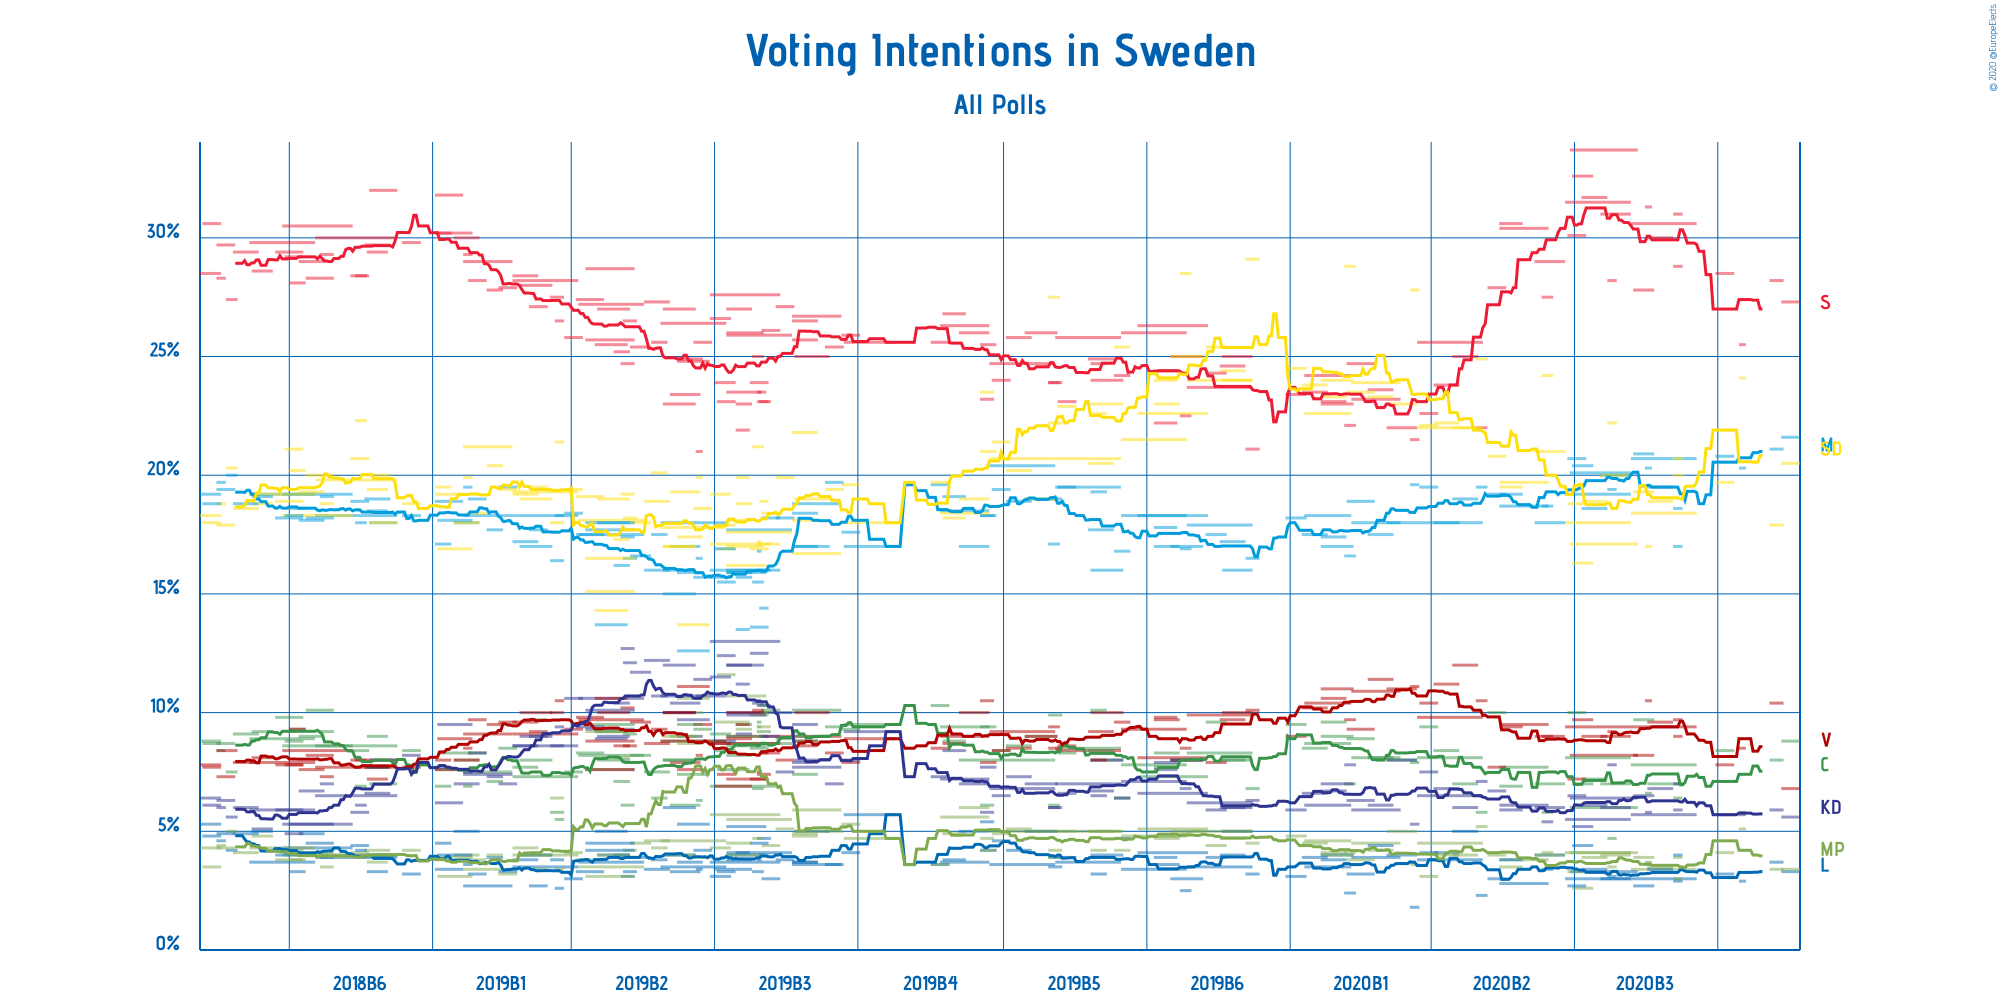 © 2020 @EuropeElects
Voting Intentions in Sweden
All Polls
30%
25%
20%
15%
10%
5%
0%
S
M
SD
V
C
KD
MP
L
2018B6 2019B1 2019B2 2019B3 2019B4 2019B5 2019B6 2020B1 2020B2 2020B3